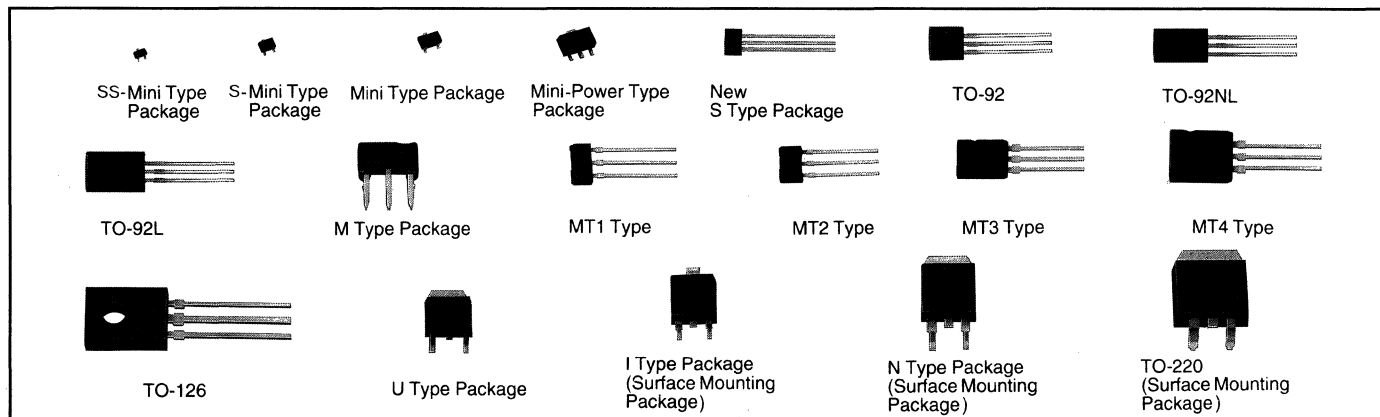 SS-Mini Type
Package
S-Mini Type
Package
Mini Type Package
Mini-Power Type
Package
New
S Type Package
TO-92
TO-92NL
TO-92L
M Type Package
MT1 Type
MT2 Type
MT3 Type
MT4 Type
TO-126
U Type Package
I Type Package
(Surface Mounting
Package)
N Type Package
(Surface Mounting
Package)
TO-220
(Surface Mounting
Package)